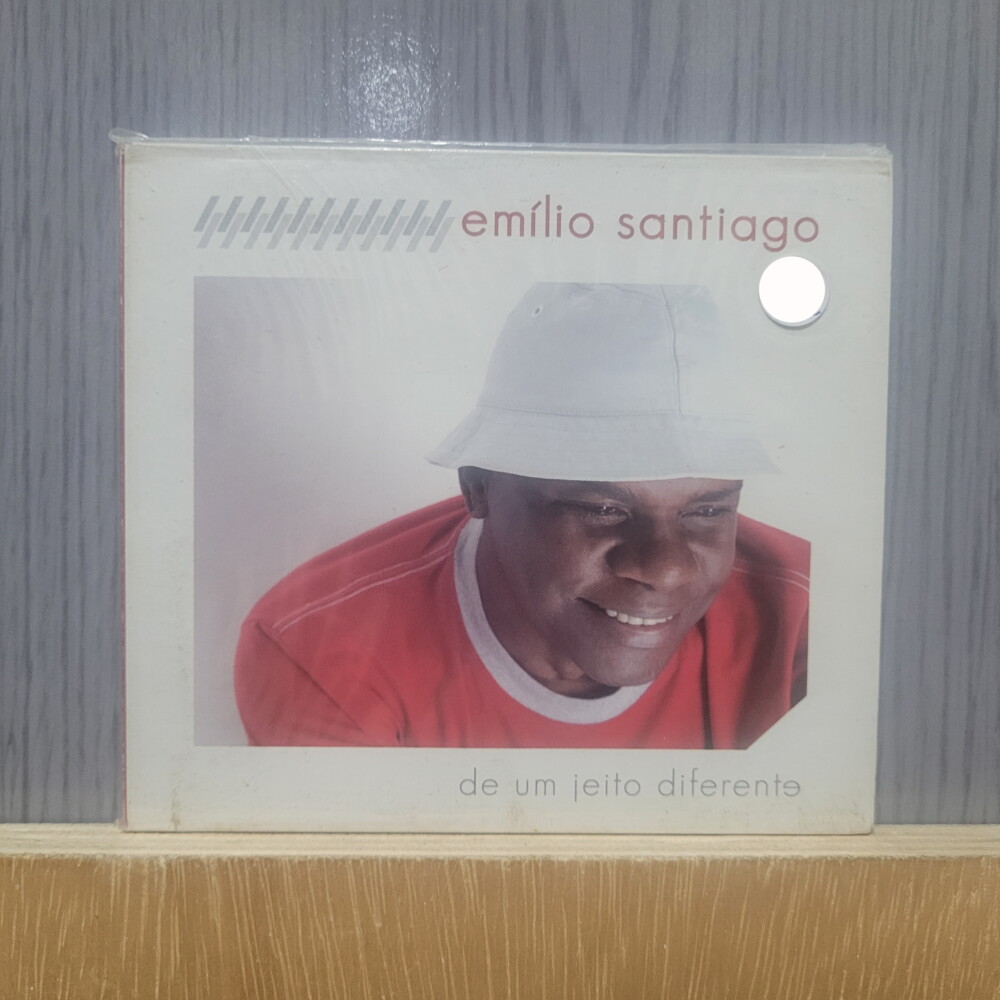 emílio santiago
de um jeito diferente